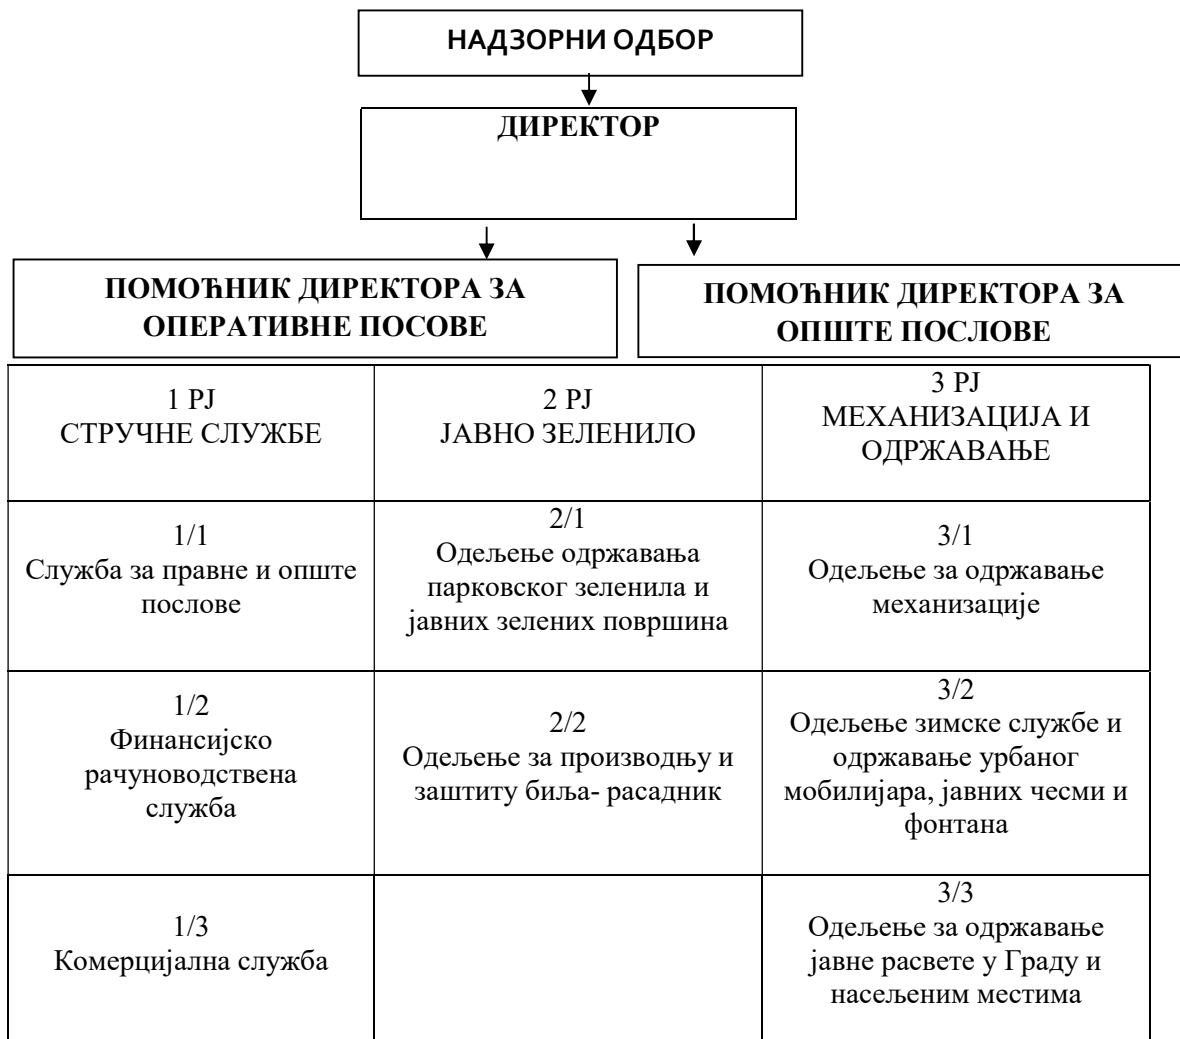 НАДЗОРНИ ОДБОР
ДИРЕКТОР
ПОМОЋНИК ДИРЕКТОРА ЗА
ОПЕРАТИВНЕ ПОСОВЕ
ПОМОЋНИК ДИРЕКТОРА ЗА
ОПШТЕ ПОСЛОВЕ
1 РЈ
СТРУЧНЕ СЛУЖБЕ
2 РЈ
ЈАВНО ЗЕЛЕНИЛО
3 РЈ
МЕХАНИЗАЦИЈА И
ОДРЖАВАЊЕ
1/1
Служба за правне и опште
послове
2/1
Одељење одржавања
парковског зеленила и
јавних зелених површина
3/1
Одељење за одржавање
механизације
1/2
Финансијско
рачуноводствена
служба
2/2
Одељење за производњу и
заштиту биља- расадник
3/2
Одељење зимске службе и
одржавање урбаног
мобилијара, јавних чесми и
фонтана
1/3
Комерцијална служба
3/3
Одељење за одржавање
јавне расвете у Граду и
насељеним местима